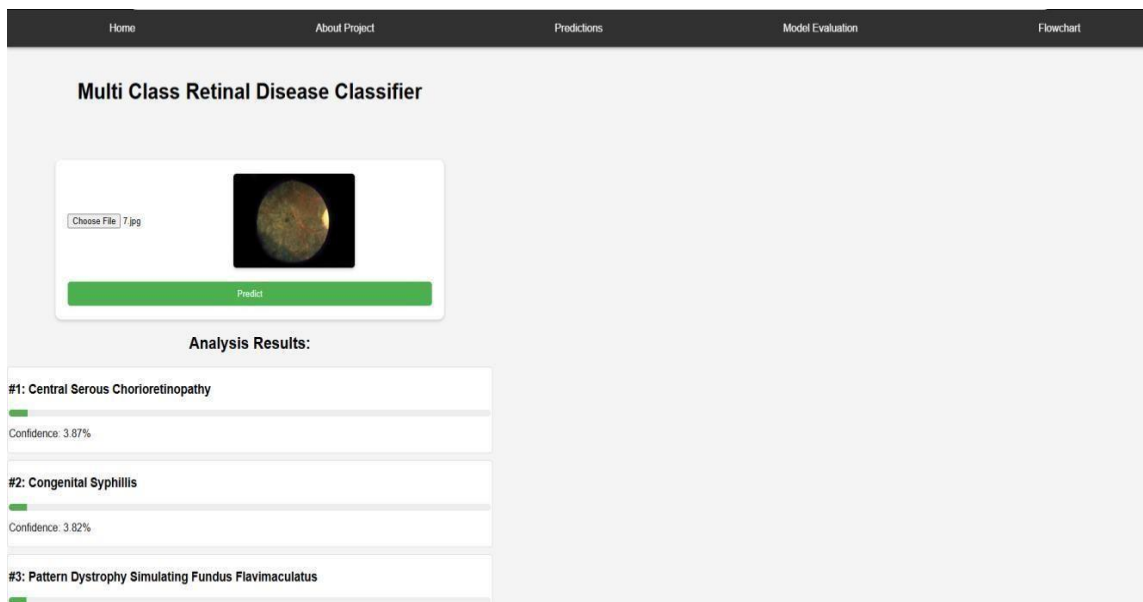 Home About Project Predictions Model Evaluation Flowchart
Multi Class Retinal Disease Classifier
Choose File 7.jpg
Predict
Analysis Results:
#1: Central Serous Chorioretinopathy
Confidence: 3.87%
#2: Congenital Syphillis
Confidence: 3.82%
#3: Pattern Dystrophy Simulating Fundus Flavimaculatus